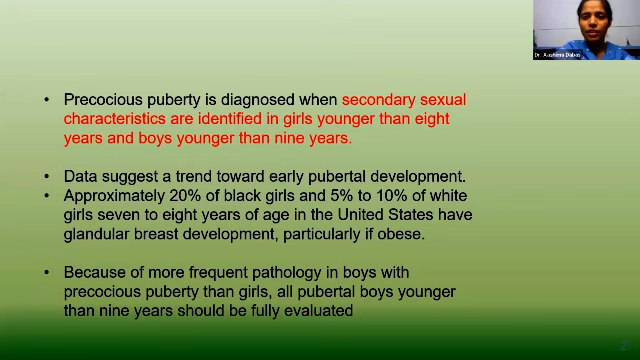 Dr. Aashima Dabas
• Precocious puberty is diagnosed when secondary sexual
characteristics are identified in girls younger than eight
years and boys younger than nine years.
• Data suggest a trend toward early pubertal development.
• Approximately 20% of black girls and 5% to 10% of white
girls seven to eight years of age in the United States have
glandular breast development, particularly if obese.
• Because of more frequent pathology in boys with
precocious puberty than girls, all pubertal boys younger
than nine years should be fully evaluated